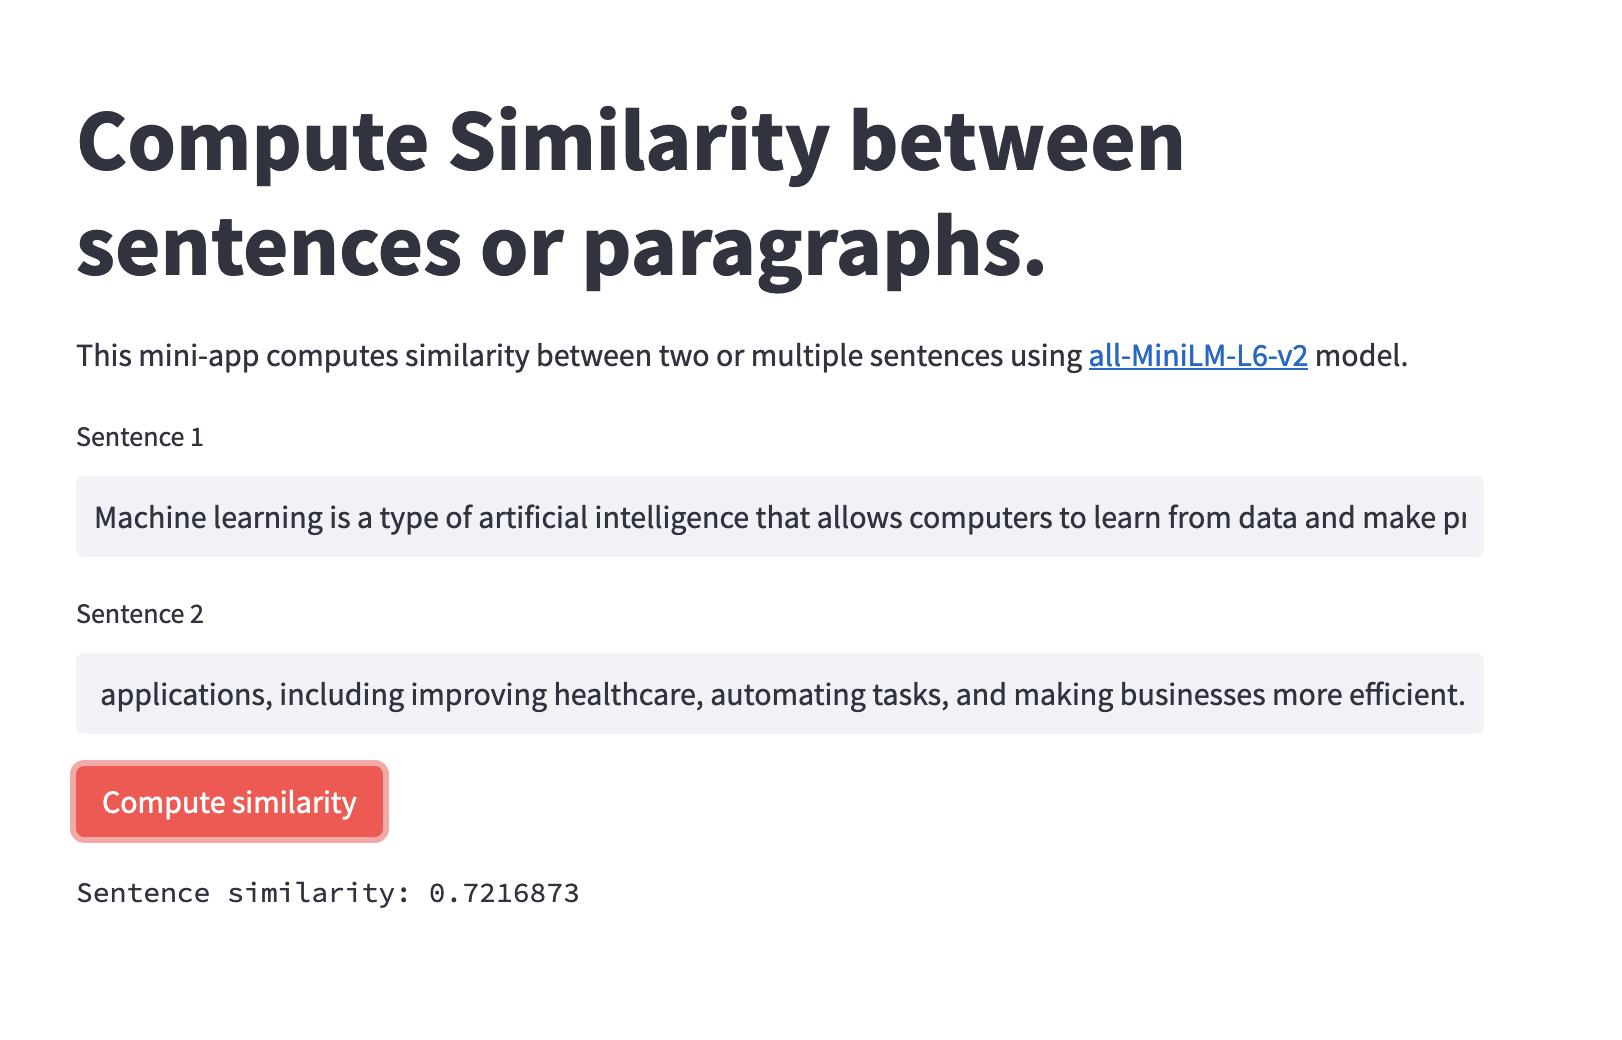 Compute Similarity between
sentences or paragraphs.
This mini-app computes similarity between two or multiple sentences using all-MiniLM-L6-v2 model.
Sentence 1
Machine learning is a type of artificial intelligence that allows computers to learn from data and make
Sentence 2
applications, including improving healthcare, automating tasks, and making businesses more efficient.
Compute similarity
Sentence similarity: 0.7216873